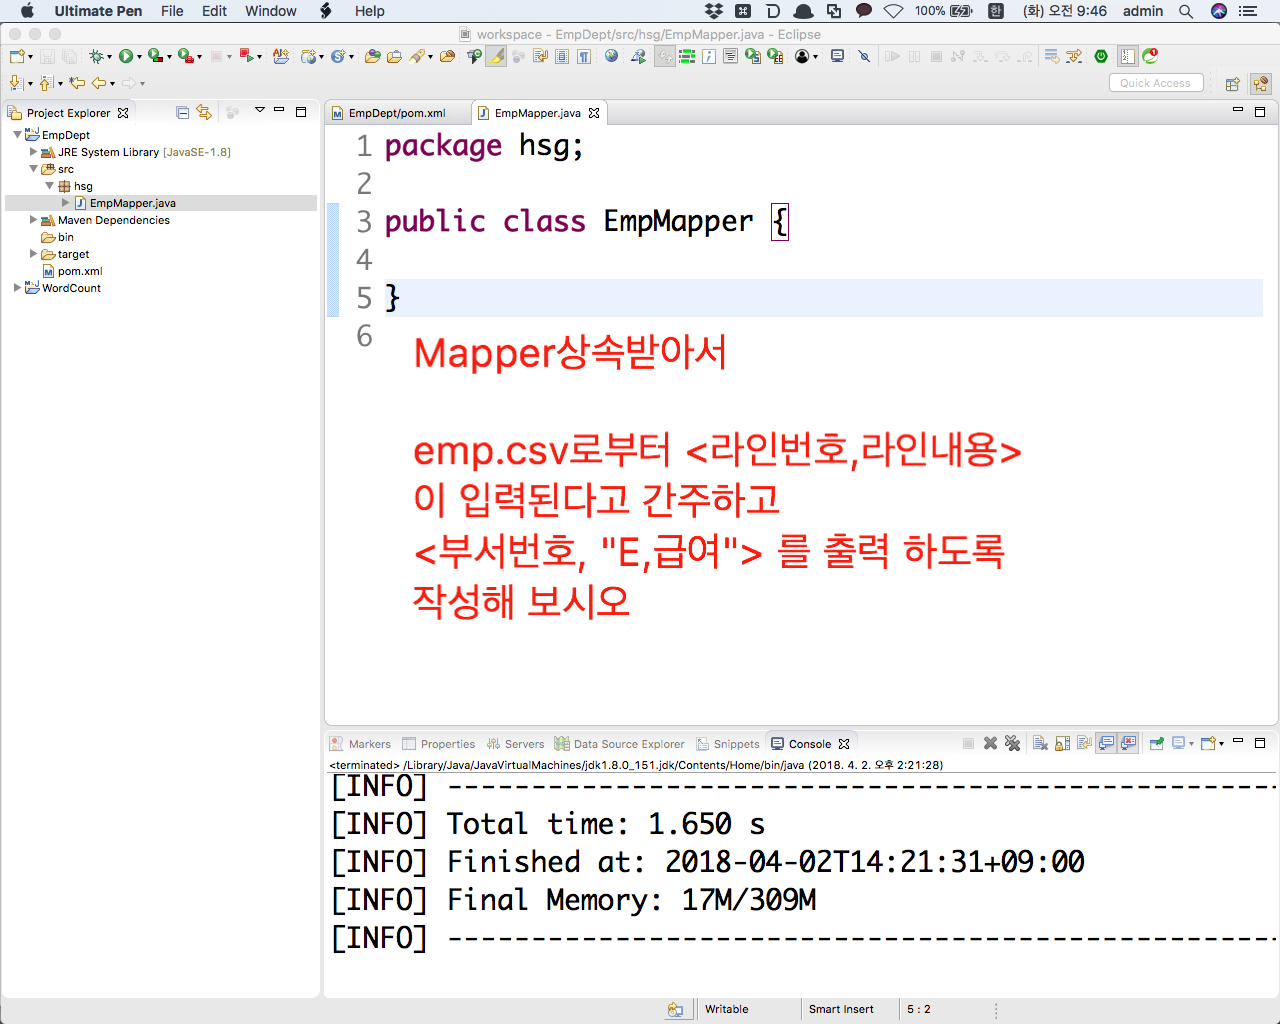 Ultimate Pen File Edit Window Help 100% 한 (화) 오전 9:46 admin
workspace - EmpDept/src/hsg/EmpMapper.java - Eclipse
Quick Access
Project Explorer
EmpDept
JRE System Library [JavaSE-1.8]
src
hsg
EmpMapper.java
Maven Dependencies
bin
target
pom.xml
WordCount
EmpDept/pom.xml EmpMapper.java
1 package hsg;
2
3 public class EmpMapper {
4
5 }
6
Mapper상속받아서
emp.csv로부터 <라인번호,라인내용>
이 입력된다고 간주하고
<부서번호, "E,급여"> 를 출력 하도록
작성해 보시오
Markers Properties Servers Data Source Explorer Snippets Console
<terminated> /Library/Java/JavaVirtualMachines/jdk1.8.0_151.jdk/Contents/Home/bin/java (2018. 4. 2. 오후 2:21:28)
[INFO] --------------------------------------------------
[INFO] Total time: 1.650 s
[INFO] Finished at: 2018-04-02T14:21:31+09:00
[INFO] Final Memory: 17M/309M
[INFO] --------------------------------------------------
Writable Smart Insert 5 : 2